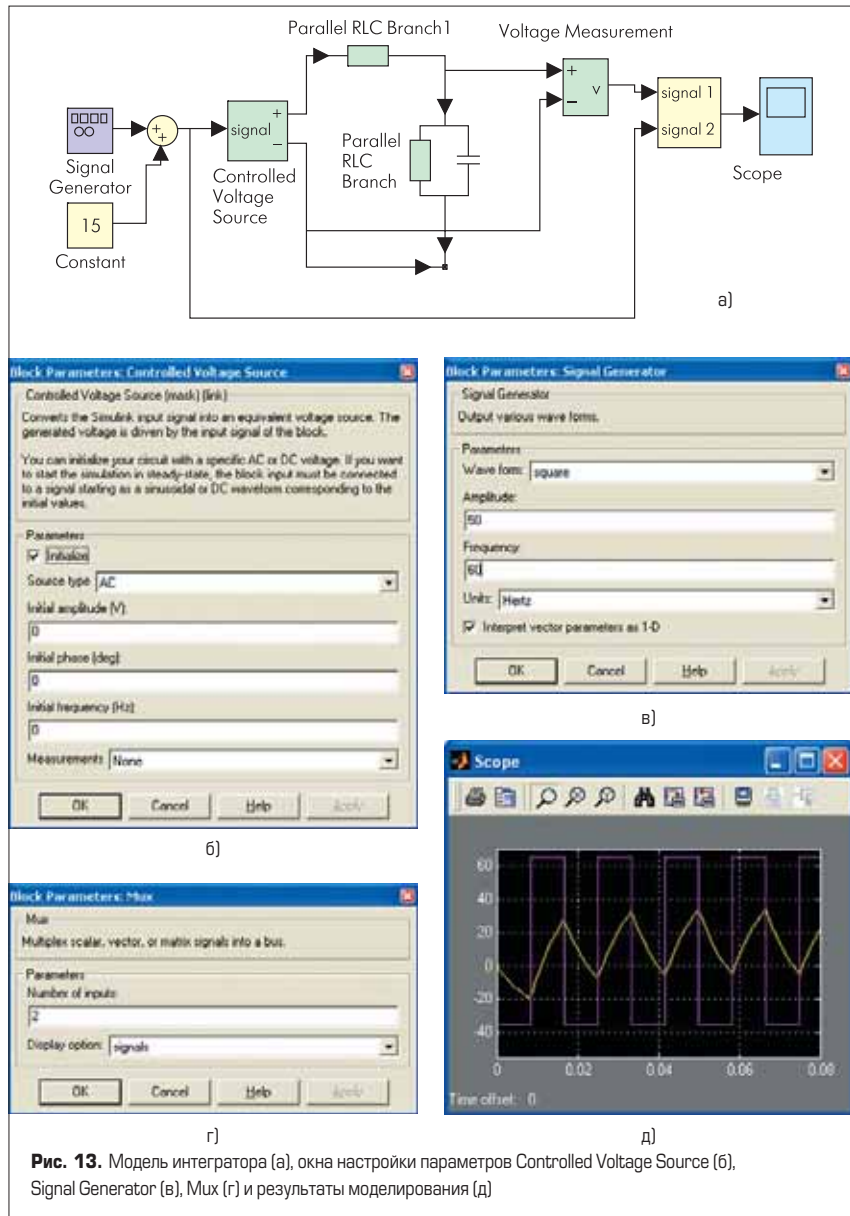 Parallel RLC Branch1
Voltage Measurement
+
−
v
signal 1
signal 2
Scope
Signal
Generator
+
+
signal
+
−
Controlled
Voltage
Source
Parallel
RLC
Branch
15
Constant
а)
Block Parameters: Controlled Voltage Source
Controlled Voltage Source (mask) (link)
Converts the Simulink input signal into an equivalent voltage source. The
generated voltage is driven by the input signal of the block.
You can initialize your circuit with a specific AC or DC voltage. If you want
to start the simulation in steady-state, the block input must be connected
to a signal starting as a sinusoidal or DC waveform corresponding to the
initial values.
Parameters
Initialize
Source type AC
Initial amplitude (V):
0
Initial phase (deg):
0
Initial frequency (Hz):
0
Measurements None
OK Cancel Help Apply
б)
Block Parameters: Signal Generator
Signal Generator
Output various wave forms.
Parameters
Wave form: square
Amplitude:
50
Frequency:
60
Units: Hertz
Interpret vector parameters as 1-D
OK Cancel Help Apply
в)
Block Parameters: Mux
Mux
Multiplex scalar, vector, or matrix signals into a bus.
Parameters
Number of inputs:
2
Display option: signals
OK Cancel Help Apply
г)
Scope
60
40
20
0
-20
-40
0 0.02 0.04 0.06 0.08
Time offset: 0
д)
Рис. 13. Модель интегратора (а), окна настройки параметров Controlled Voltage Source (б),
Signal Generator (в), Mux (г) и результаты моделирования (д)